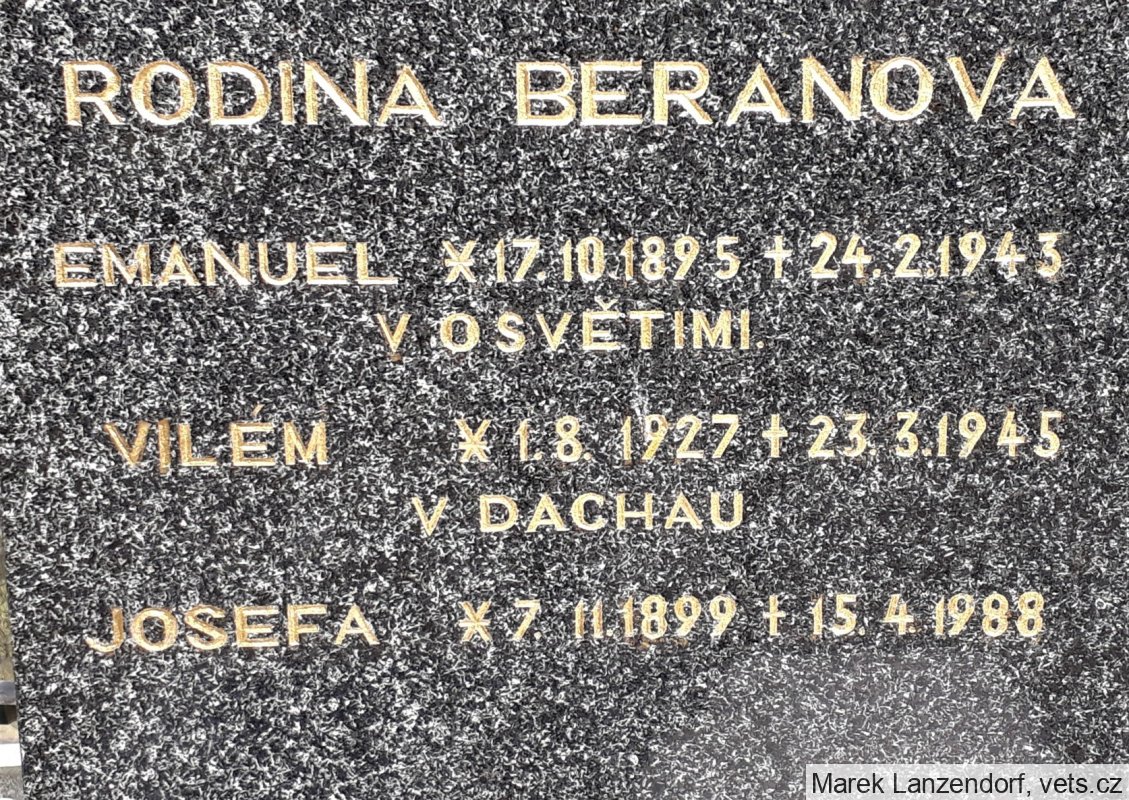 RODINA BERANOVA
EMANUEL * 17. 10. 1895 † 24. 2. 1943
V OSVĚTIMI.
VILÉM * 1. 8. 1927 † 23. 3. 1945
V DACHAU
JOSEFA * 7. 11. 1899 † 15. 4. 1988
Marek Lanzendorf, vets.cz